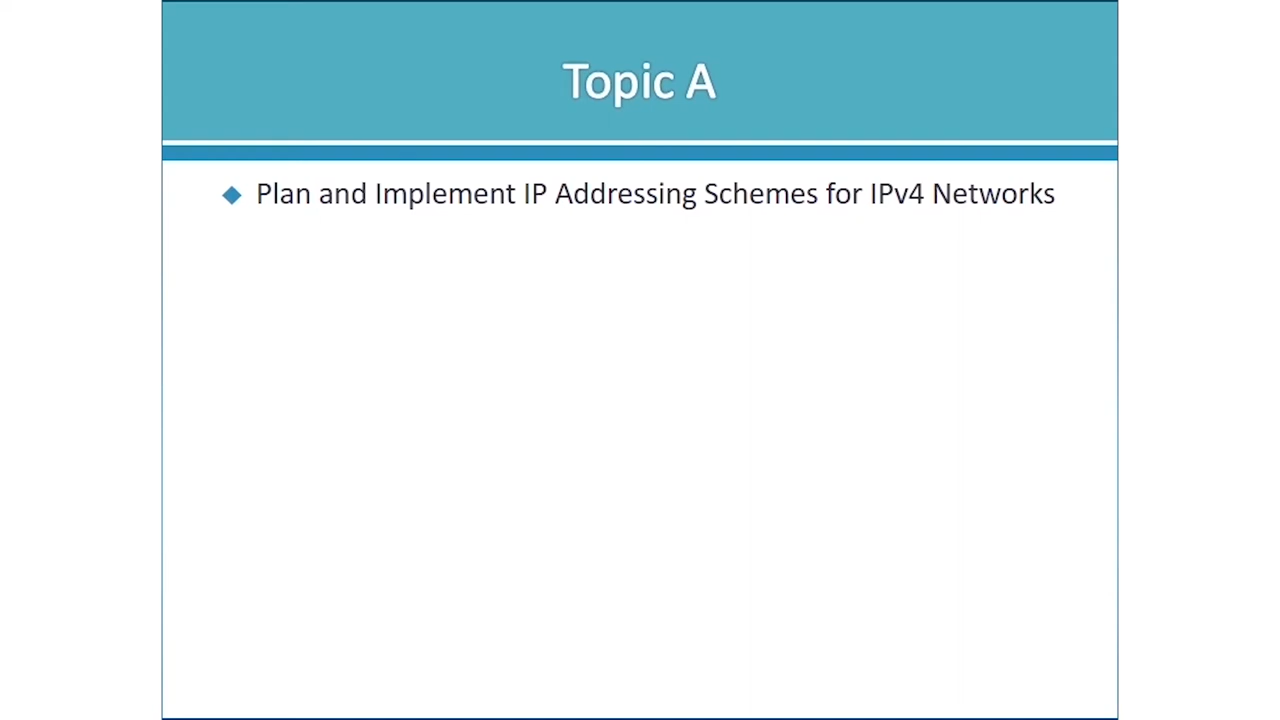 Topic A
Plan and Implement IP Addressing Schemes for IPv4 Networks